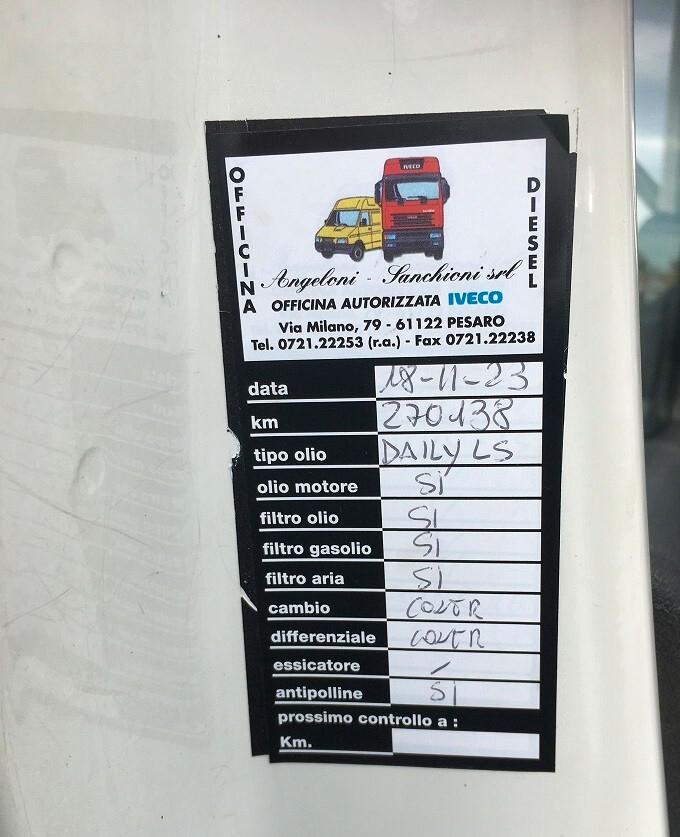 OFFICINA
DIESEL
IVECO
Angeloni - Sanchioni srl
OFFICINA AUTORIZZATA IVECO
Via Milano, 79 - 61122 PESARO
Tel. 0721.22253 (r.a.) - Fax 0721.22238
data 18-11-23
km 270138
tipo olio DAILY LS
olio motore SI
filtro olio SI
filtro gasolio SI
filtro aria SI
cambio CONTR
differenziale CONTR
essicatore /
antipolline SI
prossimo controllo a :
Km.